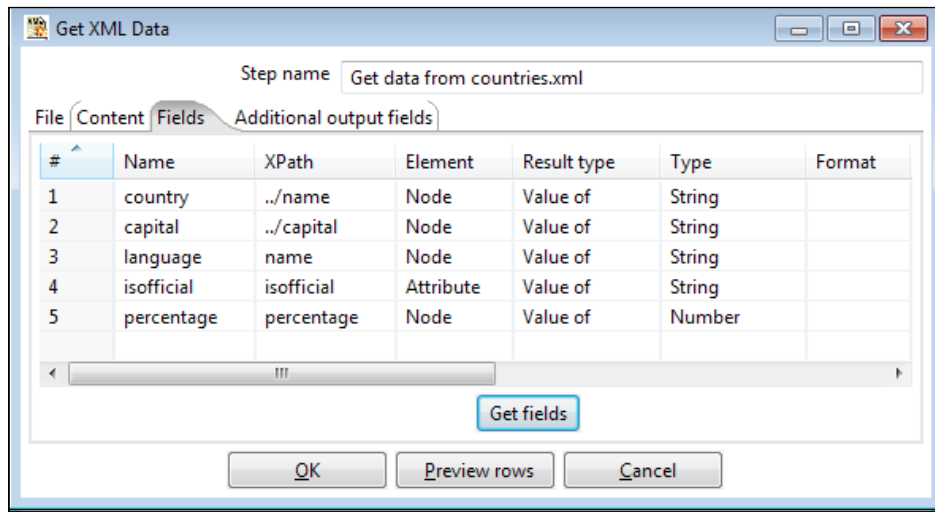 Get XML Data
Step name Get data from countries.xml
File Content Fields Additional output fields
# Name XPath Element Result type Type Format
1 country ../name Node Value of String
2 capital ../capital Node Value of String
3 language name Node Value of String
4 isofficial isofficial Attribute Value of String
5 percentage percentage Node Value of Number
Get fields
OK Preview rows Cancel